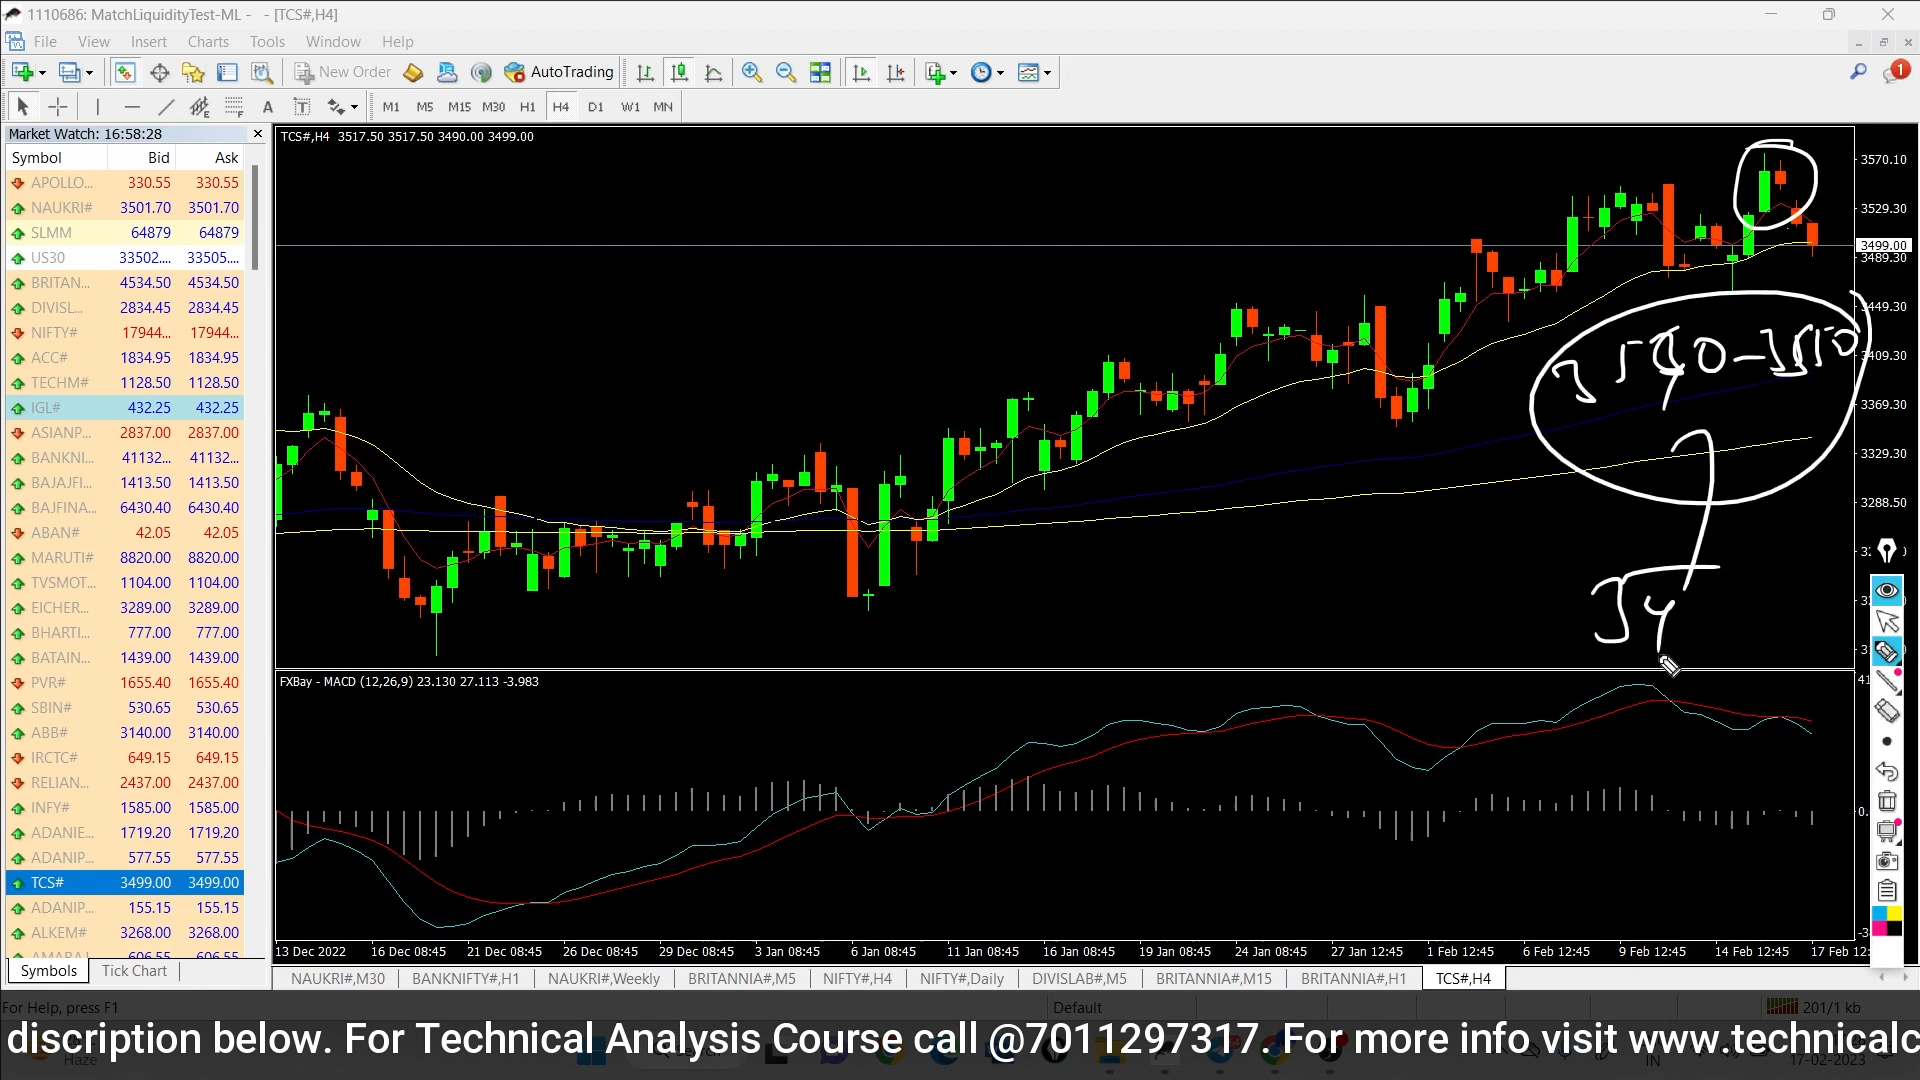 1110686: MatchLiquidityTest-ML - - [TCS#,H4]
File View Insert Charts Tools Window Help
New Order AutoTrading 1
A T M1 M5 M15 M30 H1 H4 D1 W1 MN
Market Watch: 16:58:28
Symbol Bid Ask
APOLLO... 330.55 330.55
NAUKRI# 3501.70 3501.70
SLMM 64879 64879
US30 33502.... 33505....
BRITAN... 4534.50 4534.50
DIVISL... 2834.45 2834.45
NIFTY# 17944... 17944...
ACC# 1834.95 1834.95
TECHM# 1128.50 1128.50
IGL# 432.25 432.25
ASIANP... 2837.00 2837.00
BANKNI... 41132... 41132...
BAJAJFI... 1413.50 1413.50
BAJFINA... 6430.40 6430.40
ABAN# 42.05 42.05
MARUTI# 8820.00 8820.00
TVSMOT... 1104.00 1104.00
EICHER... 3289.00 3289.00
BHARTI... 777.00 777.00
BATAIN... 1439.00 1439.00
PVR# 1655.40 1655.40
SBIN# 530.65 530.65
ABB# 3140.00 3140.00
IRCTC# 649.15 649.15
RELIAN... 2437.00 2437.00
INFY# 1585.00 1585.00
ADANIE... 1719.20 1719.20
ADANIP... 577.55 577.55
TCS# 3499.00 3499.00
ADANIP... 155.15 155.15
ALKEM# 3268.00 3268.00
Symbols Tick Chart
TCS#,H4 3517.50 3517.50 3490.00 3499.00
3570.10
3529.30
3499.00
3489.30
3449.30
3409.30
3369.30
3329.30
3288.50
34
FXBay - MACD (12,26,9) 23.130 27.113 -3.983
13 Dec 2022 16 Dec 08:45 21 Dec 08:45 26 Dec 08:45 29 Dec 08:45 3 Jan 08:45 6 Jan 08:45 11 Jan 08:45 16 Jan 08:45 19 Jan 08:45 24 Jan 08:45 27 Jan 12:45 1 Feb 12:45 6 Feb 12:45 9 Feb 12:45 14 Feb 12:45 17 Feb 12:
NAUKRI#,M30 BANKNIFTY#,H1 NAUKRI#,Weekly BRITANNIA#,M5 NIFTY#,H4 NIFTY#,Daily DIVISLAB#,M5 BRITANNIA#,M15 BRITANNIA#,H1 TCS#,H4
For Help, press F1 Default 201/1 kb
discription below. For Technical Analysis Course call @7011297317. For more info visit www.technicalc
Haze IN 17-02-2023